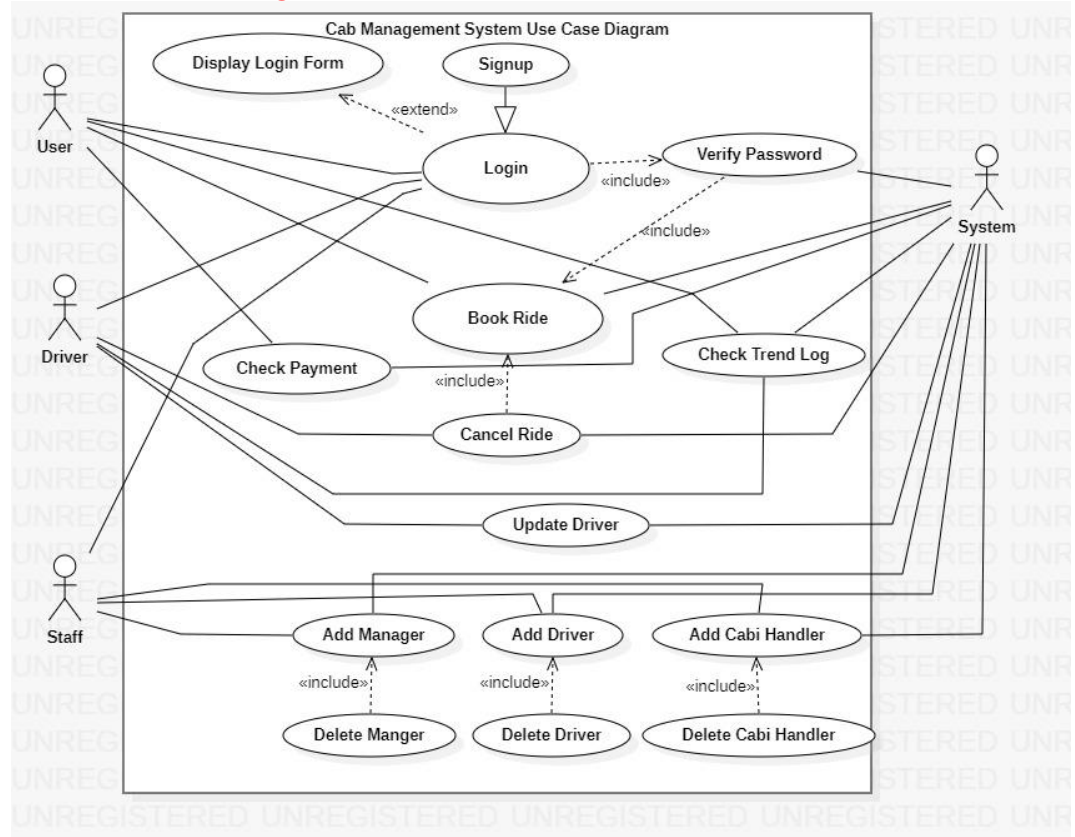 Cab Management System Use Case Diagram
Display Login Form
Signup
«extend»
User
Login
Verify Password
«include»
System
«include»
Driver
Book Ride
Check Payment
Check Trend Log
«include»
Cancel Ride
Update Driver
Staff
Add Manager
Add Driver
Add Cabi Handler
«include»
«include»
«include»
Delete Manger
Delete Driver
Delete Cabi Handler
UNREGISTERED UNREGISTERED UNREGISTERED UNR